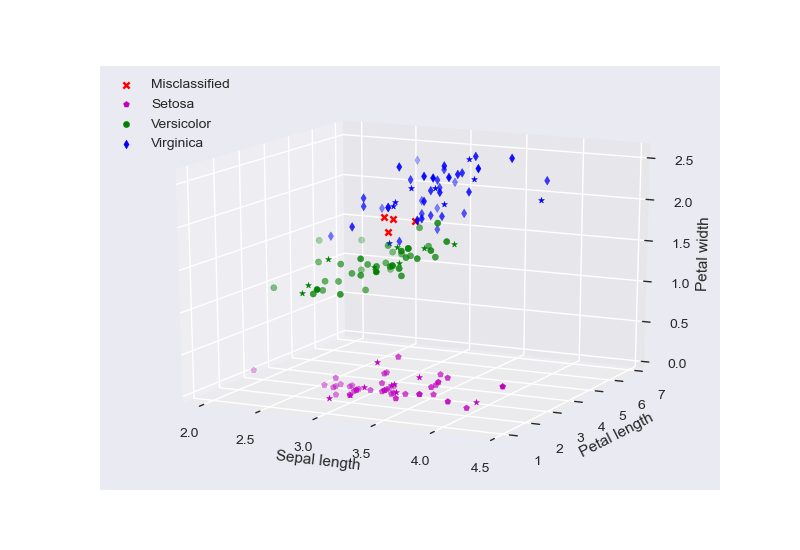 Misclassified
Setosa
Versicolor
Virginica
2.5
2.0
1.5
1.0
0.5
0.0
Petal width
7
6
5
4
3
2
1
Petal length
2.0
2.5
3.0
3.5
4.0
4.5
Sepal length